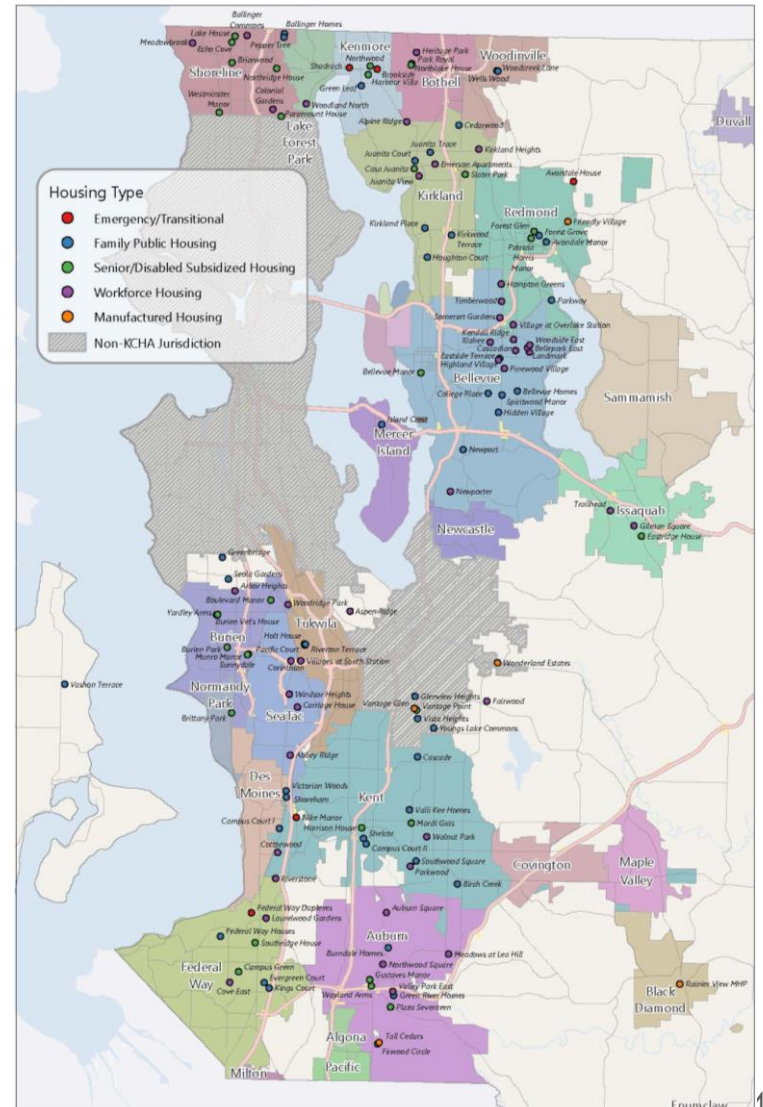 Ballinger
Commons
Ballinger Homes
Lake House
Meadowbrook
Echo Cove
Pepper Tree
Shoreline
Briarwood
Northridge House
Westminster
Manor
Colonial
Gardens
Paramount House
Woodland North
Lake
Forest
Park
Kenmore
Northwood
Shadrach
Brookside
Harbour Villa
Green Leaf
Heritage Park
Park Royal
Northlake House
Bothell
Woodinville
Woodcreek Lane
Wells Wood
Duvall
Alpine Ridge
Cedarwood
Juanita Trace
Juanita Court
Casa Juanita
Juanita View
Emerson Apartments
Kirkland Heights
Slater Park
Kirkland
Avondale House
Redmond
Friendly Village
Forest Glen
Forest Grove
Patricia
Harris
Manor
Avondale Manor
Kirkland Place
Kirkwood
Terrace
Houghton Court
Housing Type
Emergency/Transitional
Family Public Housing
Senior/Disabled Subsidized Housing
Workforce Housing
Manufactured Housing
Non-KCHA Jurisdiction
Hampton Greens
Timberwood
Parkway
Somerset Gardens
Village at Overlake Station
Kendall Ridge
Woodside East
Cascadian
Bellepark East
Landmark
Eastside Terrace
Highland Village
Pinewood Village
Bellevue Manor
Bellevue
College Place
Bellevue Homes
Spiritwood Manor
Hidden Village
Sammamish
Island Crest
Mercer
Island
Newport
Newporter
Newcastle
Trailhead
Issaquah
Gilman Square
Eastridge House
Greenbridge
Seola Gardens
Arbor Heights
Boulevard Manor
Woodridge Park
Aspen Ridge
Yardley Arms
Burien Vet's House
Tukwila
Burien
Holt House
Burien Park
Pacific Court
Riverton Terrace
Munro Manor
Sunnydale
Corinthian
Villages at South Station
Wonderland Estates
Vashon Terrace
Normandy
Park
Windsor Heights
Carriage House
SeaTac
Brittany Park
Glenview Heights
Vantage Glen
Vantage Point
Fairwood
Vista Heights
Youngs Lake Commons
Abbey Ridge
Cascade
Des
Moines
Victorian Woods
Shoreham
Kent
Campus Court I
Nike Manor
Harrison House
Valli Kee Homes
Mardi Gras
Shelcor
Walnut Park
Campus Court II
Cottonwood
Southwood Square
Parkwood
Riverstone
Birch Creek
Covington
Maple
Valley
Federal Way Duplexes
Laurelwood Gardens
Auburn Square
Federal Way Houses
Southridge House
Auburn
Burndale Homes
Meadows at Lea Hill
Northwood Square
Federal
Way
Campus Green
Evergreen Court
Cove East
Kings Court
Gustaves Manor
Wayland Arms
Valley Park East
Green River Homes
Plaza Seventeen
Black
Diamond
Rainier View MHP
Algona
Tall Cedars
Firwood Circle
Pacific
Milton
Enumclaw
1